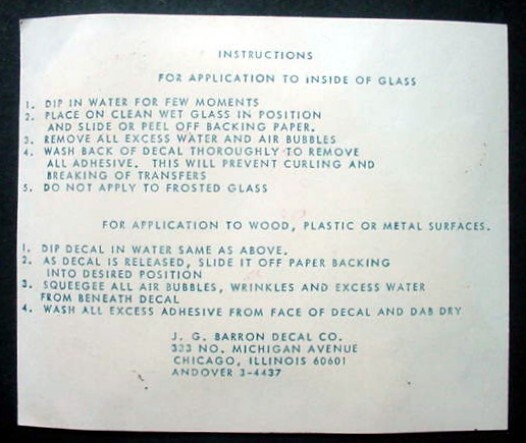 INSTRUCTIONS
FOR APPLICATION TO INSIDE OF GLASS
1. DIP IN WATER FOR FEW MOMENTS
2. PLACE ON CLEAN WET GLASS IN POSITION
AND SLIDE OR PEEL OFF BACKING PAPER.
3. REMOVE ALL EXCESS WATER AND AIR BUBBLES
4. WASH BACK OF DECAL THOROUGHLY TO REMOVE
ALL ADHESIVE. THIS WILL PREVENT CURLING AND
BREAKING OF TRANSFERS
5. DO NOT APPLY TO FROSTED GLASS
FOR APPLICATION TO WOOD, PLASTIC OR METAL SURFACES.
1. DIP DECAL IN WATER SAME AS ABOVE.
2. AS DECAL IS RELEASED, SLIDE IT OFF PAPER BACKING
INTO DESIRED POSITION
3. SQUEEGEE ALL AIR BUBBLES, WRINKLES AND EXCESS WATER
FROM BENEATH DECAL
4. WASH ALL EXCESS ADHESIVE FROM FACE OF DECAL AND DAB DRY
J. G. BARRON DECAL CO.
333 NO. MICHIGAN AVENUE
CHICAGO, ILLINOIS 60601
ANDOVER 3-4437